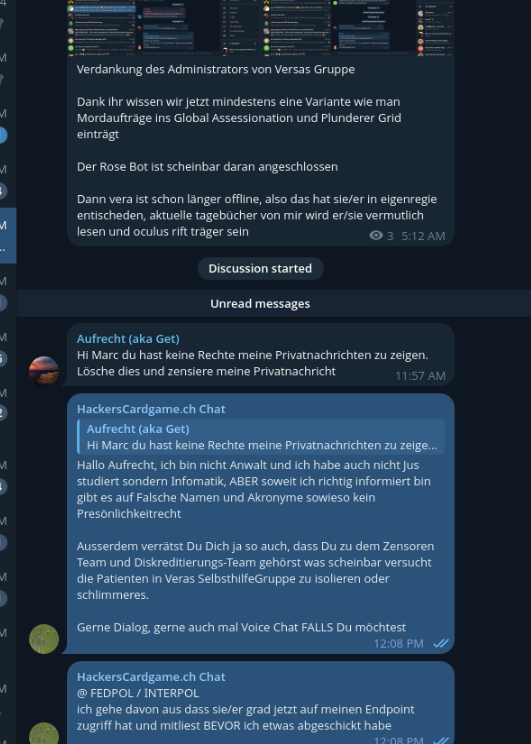 Verdankung des Administrators von Versas Gruppe
Dank ihr wissen wir jetzt mindestens eine Variante wie man
Mordaufträge ins Global Assessionation und Plunderer Grid
einträgt
Der Rose Bot ist scheinbar daran angeschlossen
Dann vera ist schon länger offline, also das hat sie/er in eigenregie
entscieden, aktuelle tagebücher von mir wird er/sie vermutlich
lesen und oculus rift träger sein
3 5:12 AM
Discussion started
Unread messages
Aufrecht (aka Get)
Hi Marc du hast keine Rechte meine Privatnachrichten zu zeigen.
Lösche dies und zensiere meine Privatnachricht
11:57 AM
HackersCardgame.ch Chat
Aufrecht (aka Get)
Hi Marc du hast keine Rechte meine Privatnachrichten zu zeige...
Hallo Aufrecht, ich bin nicht Anwalt und ich habe auch nicht Jus
studiert sondern Infomatik, ABER soweit ich richtig informiert bin
gibt es auf Falsche Namen und Akronyme sowieso kein
Presönlichkeitrecht
Ausserdem verrätst Du Dich ja so auch, dass Du zu dem Zensoren
Team und Diskreditierungs-Team gehörst was scheinbar versucht
die Patienten in Veras SelbsthilfeGruppe zu isolieren oder
schlimmeres.
Gerne Dialog, gerne auch mal Voice Chat FALLS Du möchtest
12:08 PM
HackersCardgame.ch Chat
@ FEDPOL / INTERPOL
ich gehe davon aus dass sie/er grad jetzt auf meinen Endpoint
zugriff hat und mitliest BEVOR ich etwas abgeschickt habe
12:08 PM